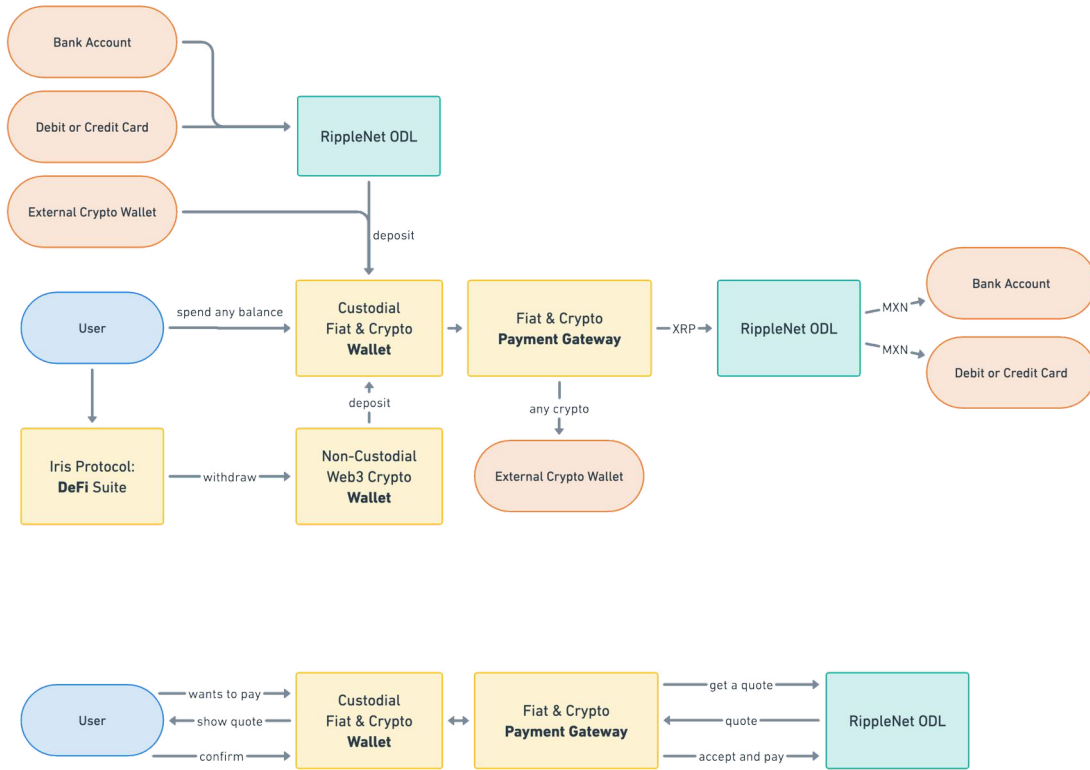 Bank Account
Debit or Credit Card
RippleNet ODL
External Crypto Wallet
deposit
User
spend any balance
Custodial
Fiat & Crypto
Wallet
Fiat & Crypto
Payment Gateway
XRP
RippleNet ODL
MXN
Bank Account
MXN
Debit or Credit Card
deposit
any crypto
Iris Protocol:
DeFi Suite
withdraw
Non-Custodial
Web3 Crypto
Wallet
External Crypto Wallet
User
wants to pay
show quote
confirm
Custodial
Fiat & Crypto
Wallet
Fiat & Crypto
Payment Gateway
get a quote
quote
accept and pay
RippleNet ODL